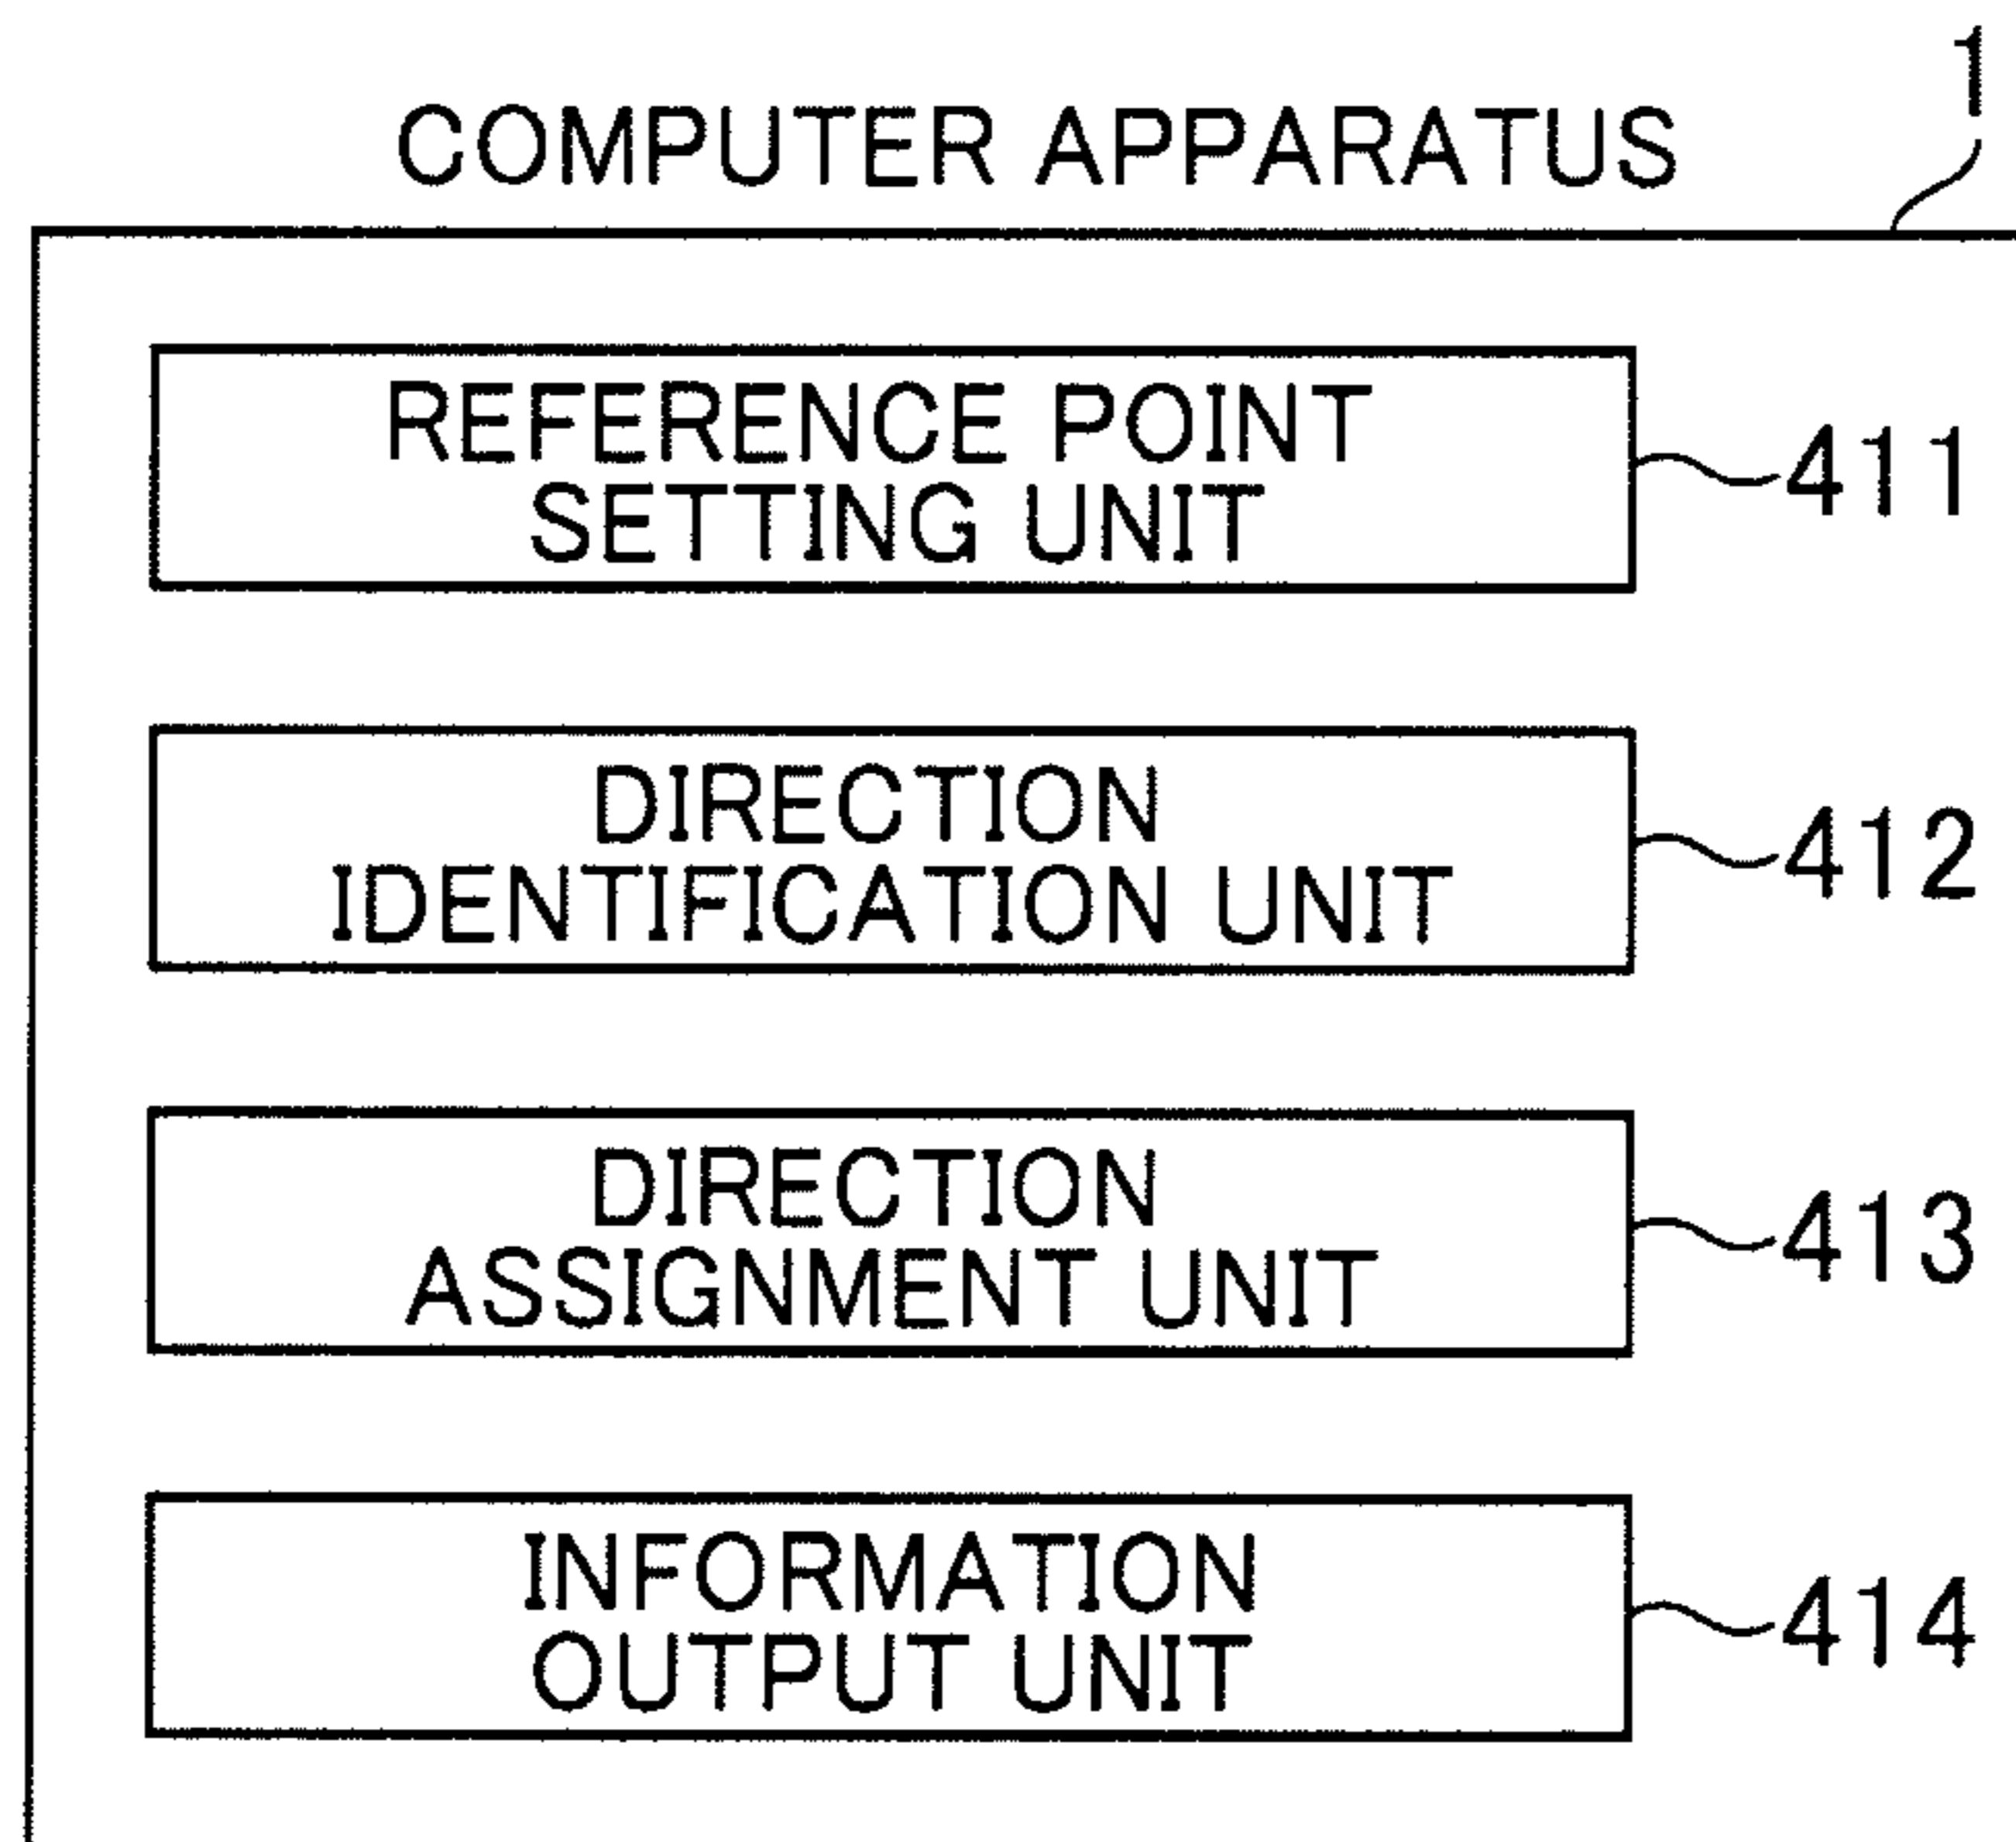 1
COMPUTER APPARATUS
REFERENCE POINT
SETTING UNIT
411
DIRECTION
IDENTIFICATION UNIT
412
DIRECTION
ASSIGNMENT UNIT
413
INFORMATION
OUTPUT UNIT
414